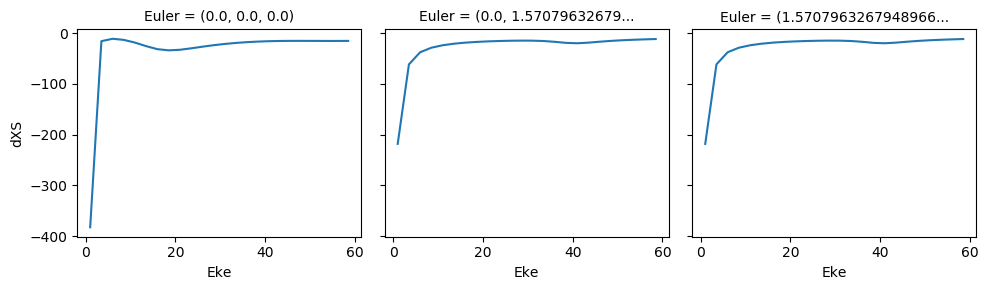 Euler = (0.0, 0.0, 0.0)
Euler = (0.0, 1.57079632679...
Euler = (1.5707963267948966...
dXS
0
−100
−200
−300
−400
0 20 40 60
0 20 40 60
0 20 40 60
Eke
Eke
Eke